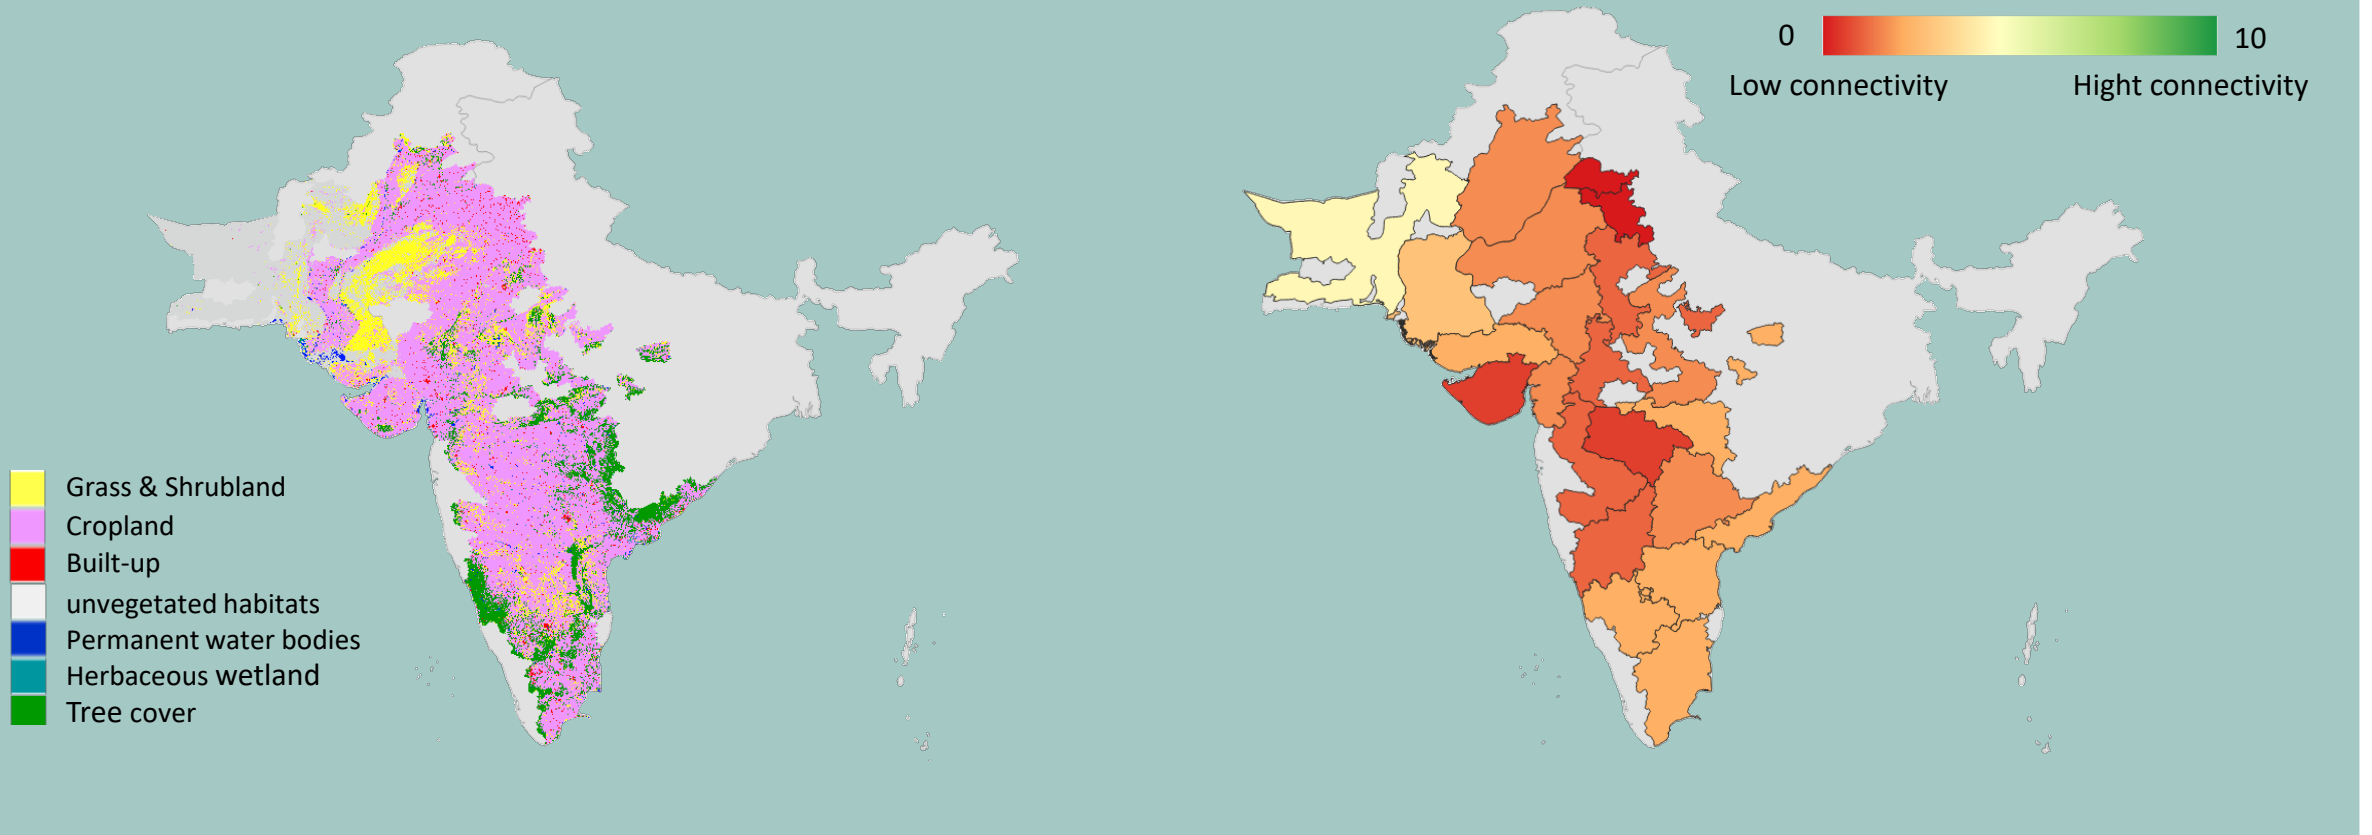 0
10
Low connectivity
Hight connectivity
Grass & Shrubland
Cropland
Built-up
unvegetated habitats
Permanent water bodies
Herbaceous wetland
Tree cover